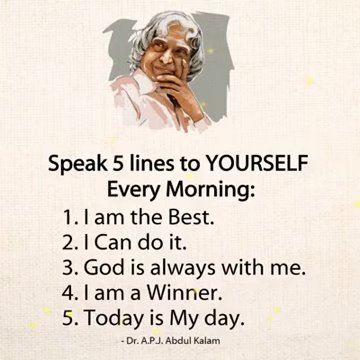 Speak 5 lines to YOURSELF
Every Morning:
1. I am the Best.
2. I Can do it.
3. God is always with me.
4. I am a Winner.
5. Today is My day.
- Dr. A.P.J. Abdul Kalam